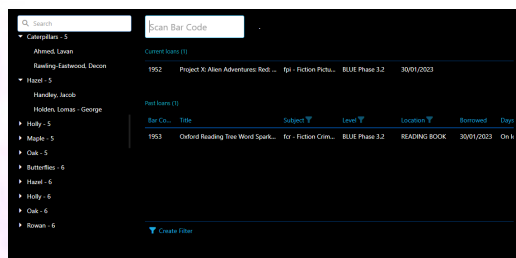 Search
Caterpillars - 5
Ahmed, Lavan
Rawling-Eastwood, Decon
Hazel - 5
Handley, Jacob
Holden, Lomas - George
Holly - 5
Maple - 5
Oak - 5
Butterflies - 6
Hazel - 6
Holly - 6
Oak - 6
Rowan - 6
Scan Bar Code
Current loans (1)
1952 Project X: Alien Adventures: Red: ... fpi - Fiction Pictu... BLUE Phase 3.2 30/01/2023
Past loans (1)
Bar Co... Title Subject Level Location Borrowed Days
1953 Oxford Reading Tree Word Spark... fcr - Fiction Crim... BLUE Phase 3.2 READING BOOK 30/01/2023 On
Create Filter